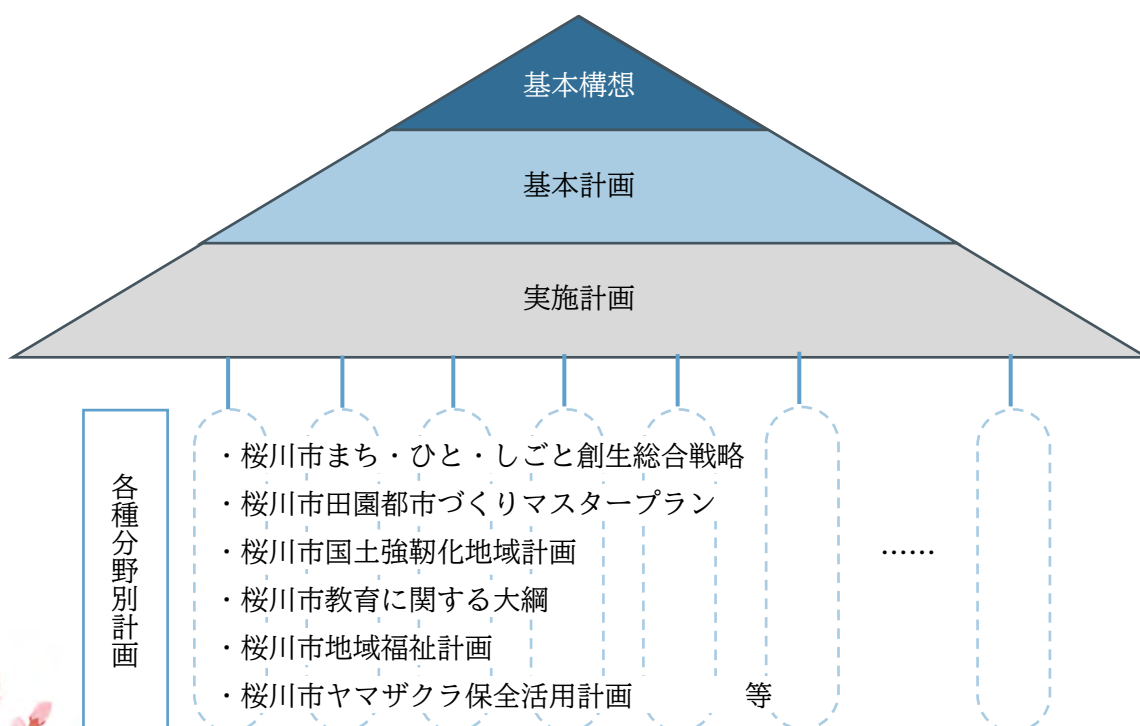 基本構想
基本計画
実施計画
各種分野別計画
・桜川市まち・ひと・しごと創生総合戦略
・桜川市田園都市づくりマスタープラン
・桜川市国土強靭化地域計画
・桜川市教育に関する大綱
・桜川市地域福祉計画
・桜川市ヤマザクラ保全活用計画 等
……